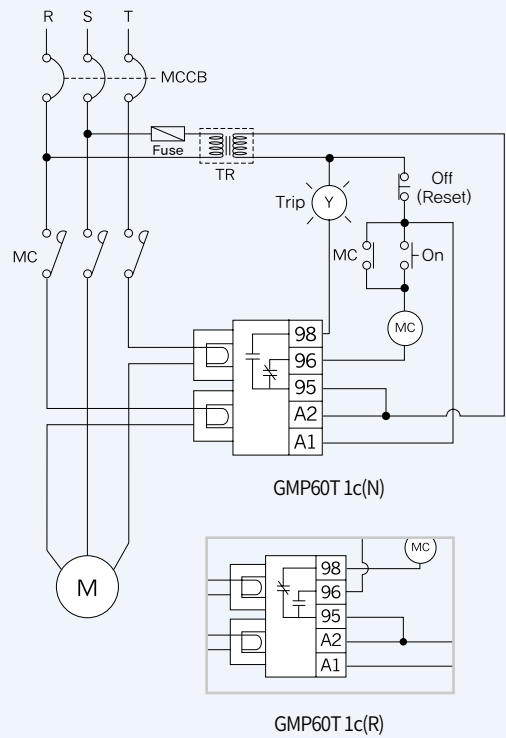 R S T
MCCB
Fuse
TR
Trip Y
Off
(Reset)
MC
MC
On
MC
98
96
95
A2
A1
GMP60T 1c(N)
M
MC
98
96
95
A2
A1
GMP60T 1c(R)